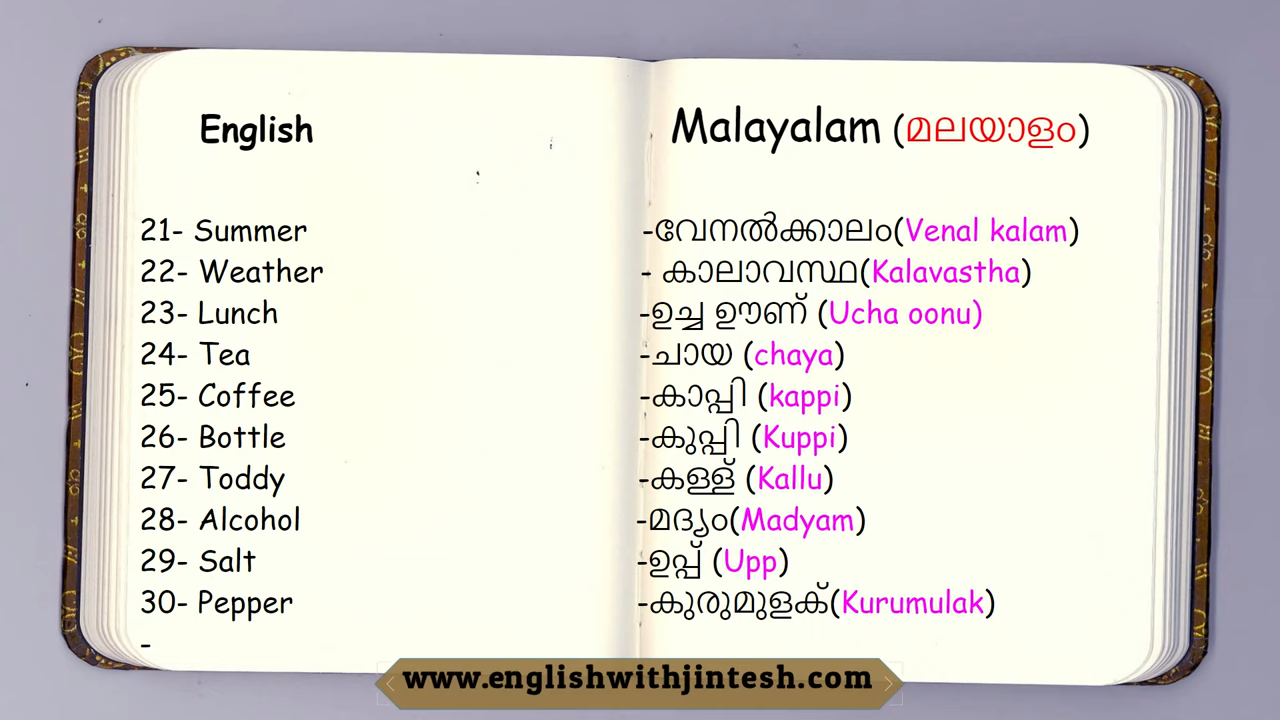 English Malayalam (മലയാളം)
21- Summer -വേനൽക്കാലം(Venal kalam)
22- Weather - കാലാവസ്ഥ(Kalavastha)
23- Lunch -ഉച്ച ഊണ് (Ucha oonu)
24- Tea -ചായ (chaya)
25- Coffee -കാപ്പി (kappi)
26- Bottle -കുപ്പി (Kuppi)
27- Toddy -കള്ള് (Kallu)
28- Alcohol -മദ്യം(Madyam)
29- Salt -ഉപ്പ് (Upp)
30- Pepper -കുരുമുളക്(Kurumulak)
-
www.englishwithjintesh.com